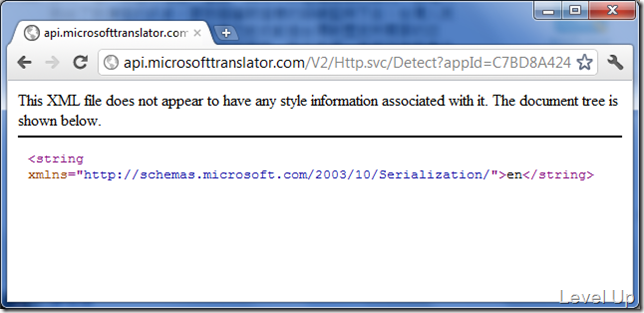 api.microsofttranslator.com
api.microsofttranslator.com/V2/Http.svc/Detect?appId=C7BD8A424
This XML file does not appear to have any style information associated with it. The document tree is
shown below.
<string
xmlns="http://schemas.microsoft.com/2003/10/Serialization/">en</string>
Level Up